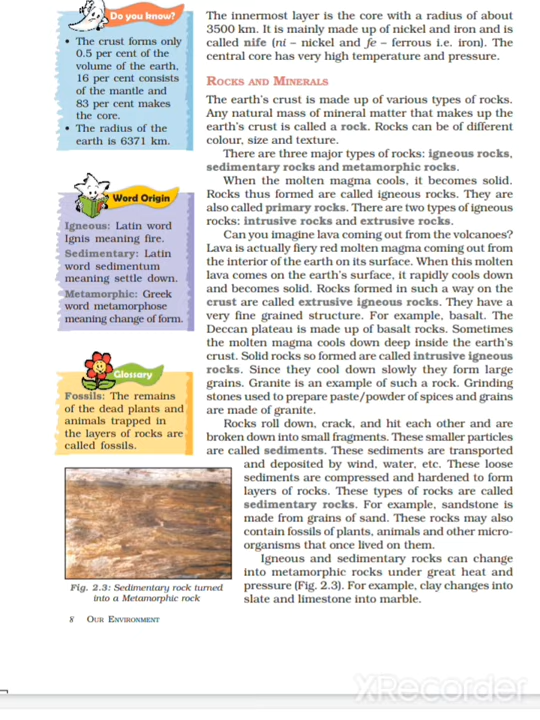 Do you know?
• The crust forms only
0.5 per cent of the
volume of the earth,
16 per cent consists
of the mantle and
83 per cent makes
the core.
• The radius of the
earth is 6371 km.
Word Origin
Igneous: Latin word
Ignis meaning fire.
Sedimentary: Latin
word sedimentum
meaning settle down.
Metamorphic: Greek
word metamorphose
meaning change of form.
Glossary
Fossils: The remains
of the dead plants and
animals trapped in
the layers of rocks are
called fossils.
Fig. 2.3: Sedimentary rock turned
into a Metamorphic rock
The innermost layer is the core with a radius of about
3500 km. It is mainly made up of nickel and iron and is
called nife (ni – nickel and fe – ferrous i.e. iron). The
central core has very high temperature and pressure.
ROCKS AND MINERALS
The earth's crust is made up of various types of rocks.
Any natural mass of mineral matter that makes up the
earth's crust is called a rock. Rocks can be of different
colour, size and texture.
There are three major types of rocks: igneous rocks,
sedimentary rocks and metamorphic rocks.
When the molten magma cools, it becomes solid.
Rocks thus formed are called igneous rocks. They are
also called primary rocks. There are two types of igneous
rocks: intrusive rocks and extrusive rocks.
Can you imagine lava coming out from the volcanoes?
Lava is actually fiery red molten magma coming out from
the interior of the earth on its surface. When this molten
lava comes on the earth's surface, it rapidly cools down
and becomes solid. Rocks formed in such a way on the
crust are called extrusive igneous rocks. They have a
very fine grained structure. For example, basalt. The
Deccan plateau is made up of basalt rocks. Sometimes
the molten magma cools down deep inside the earth's
crust. Solid rocks so formed are called intrusive igneous
rocks. Since they cool down slowly they form large
grains. Granite is an example of such a rock. Grinding
stones used to prepare paste/powder of spices and grains
are made of granite.
Rocks roll down, crack, and hit each other and are
broken down into small fragments. These smaller particles
are called sediments. These sediments are transported
and deposited by wind, water, etc. These loose
sediments are compressed and hardened to form
layers of rocks. These types of rocks are called
sedimentary rocks. For example, sandstone is
made from grains of sand. These rocks may also
contain fossils of plants, animals and other micro-
organisms that once lived on them.
Igneous and sedimentary rocks can change
into metamorphic rocks under great heat and
pressure (Fig. 2.3). For example, clay changes into
slate and limestone into marble.
8 OUR ENVIRONMENT
XRecorder